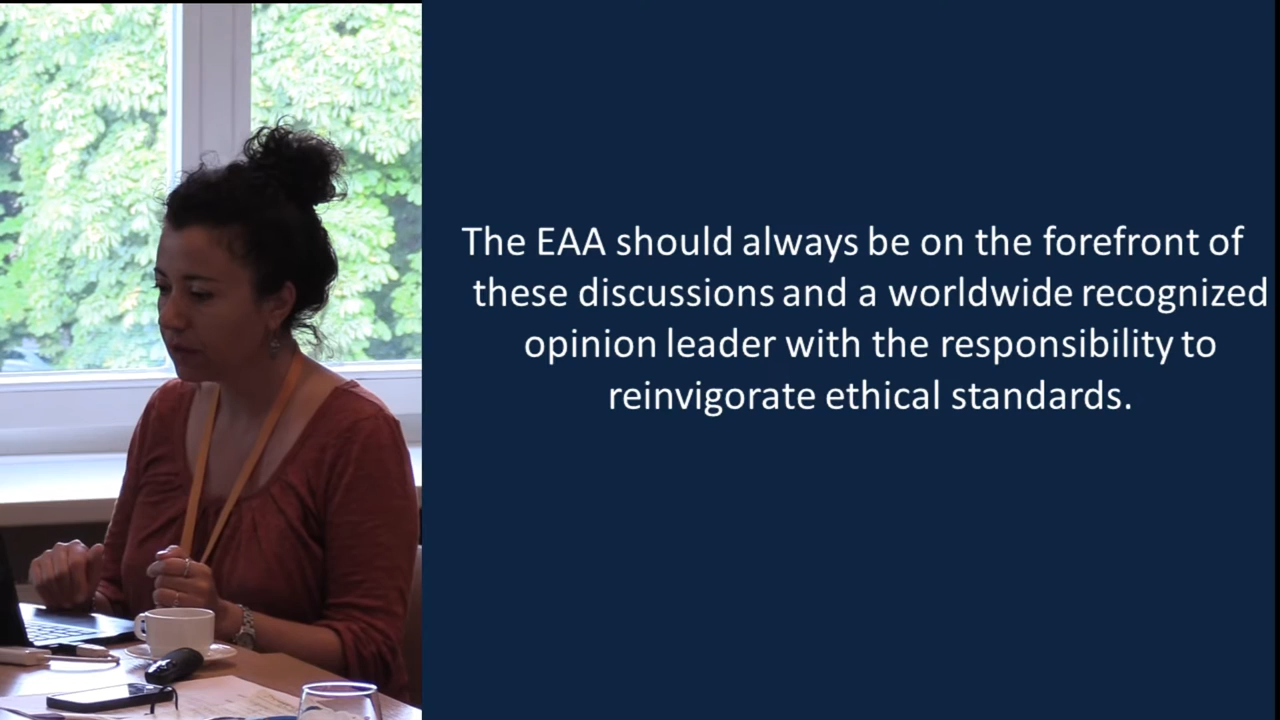 The EAA should always be on the forefront of
these discussions and a worldwide recognized
opinion leader with the responsibility to
reinvigorate ethical standards.